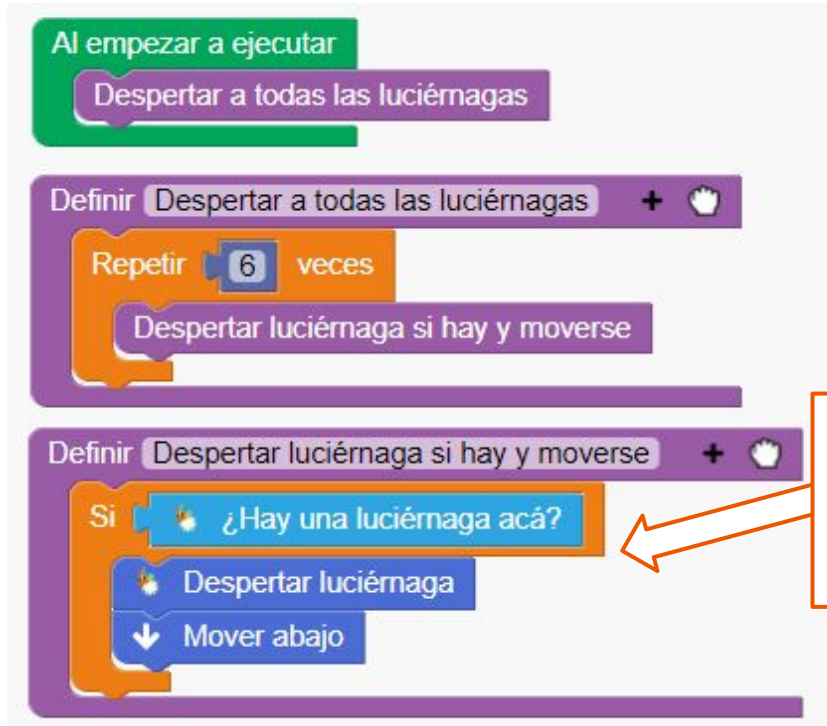 Al empezar a ejecutar
Despertar a todas las luciérnagas
Definir Despertar a todas las luciérnagas +
Repetir 6 veces
Despertar luciérnaga si hay y moverse
Definir Despertar luciérnaga si hay y moverse +
Si ¿Hay una luciérnaga acá?
Despertar luciérnaga
Mover abajo